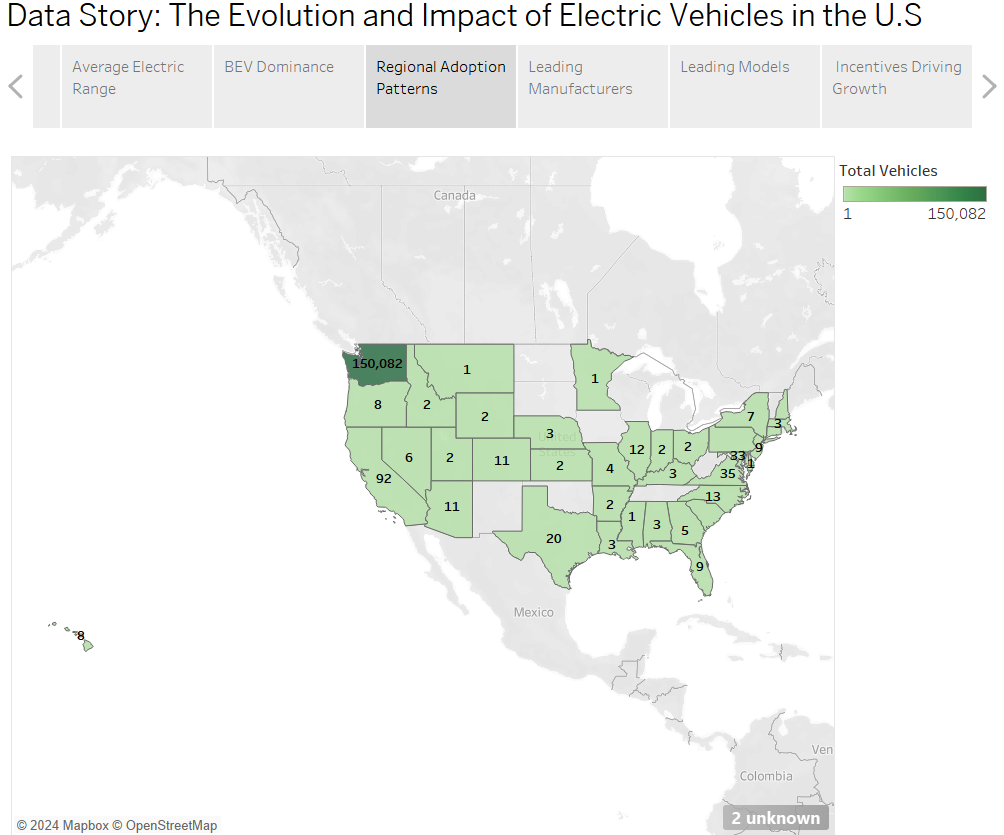 Data Story: The Evolution and Impact of Electric Vehicles in the U.S
Average Electric
Range
BEV Dominance
Regional Adoption
Patterns
Leading
Manufacturers
Leading Models
Incentives Driving
Growth
Total Vehicles
1
150,082
Canada
150,082
1
1
8
2
2
7
3
3
United
States
9
6
2
11
2
4
12
2
2
33
1
35
92
3
11
2
13
20
1
3
5
3
9
Mexico
8
Ven
Colombia
2 unknown
© 2024 Mapbox © OpenStreetMap